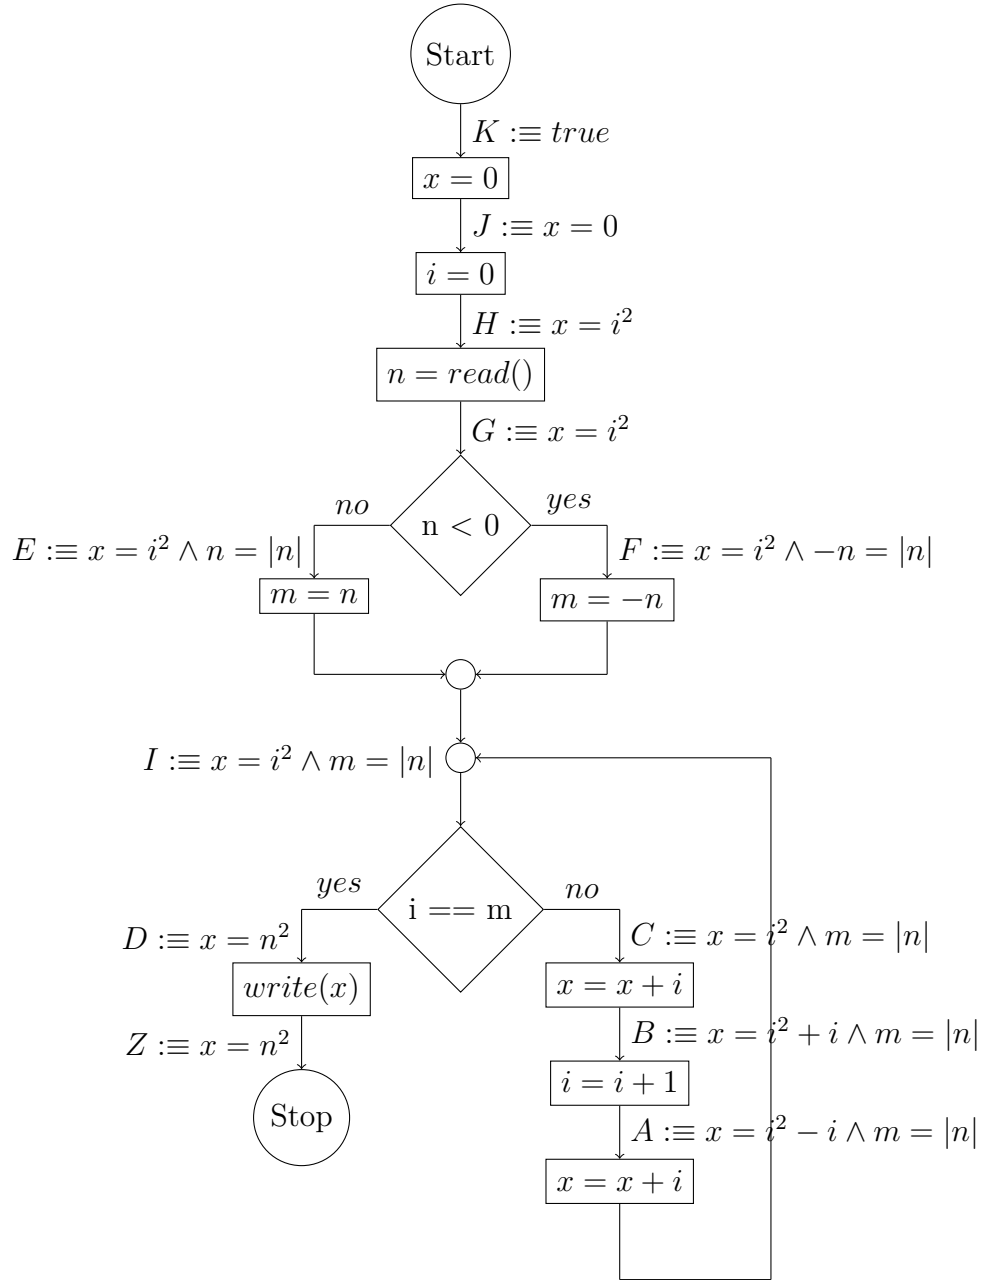 Start
K :≡ true
x = 0
J :≡ x = 0
i = 0
H :≡ x = i²
n = read()
G :≡ x = i²
no
yes
n < 0
E :≡ x = i² ∧ n = |n|
F :≡ x = i² ∧ −n = |n|
m = n
m = −n
I :≡ x = i² ∧ m = |n|
yes
no
i == m
D :≡ x = n²
C :≡ x = i² ∧ m = |n|
write(x)
x = x + i
Z :≡ x = n²
B :≡ x = i² + i ∧ m = |n|
i = i + 1
Stop
A :≡ x = i² − i ∧ m = |n|
x = x + i